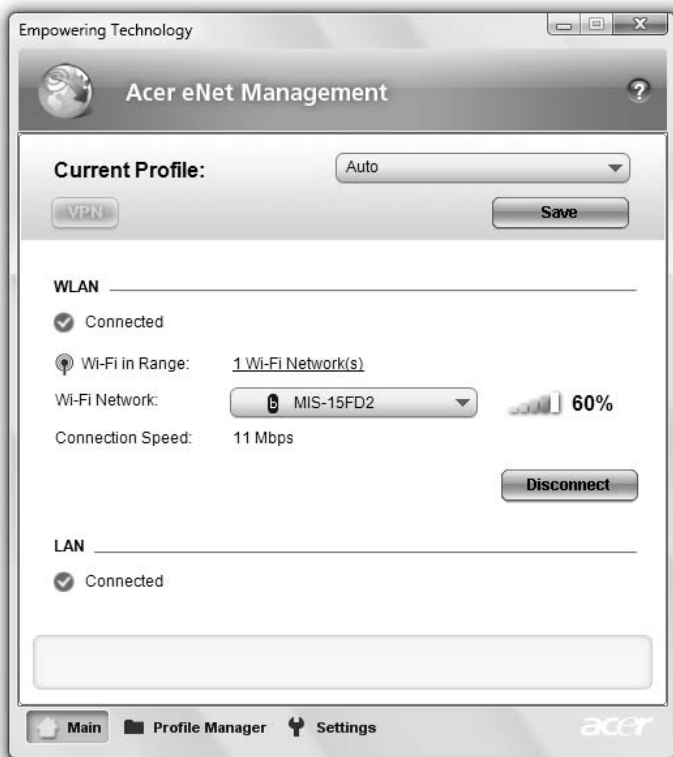 Empowering Technology
Acer eNet Management
?
Current Profile: Auto
VPN Save
WLAN
Connected
Wi-Fi in Range: 1 Wi-Fi Network(s)
Wi-Fi Network: b MIS-15FD2 60%
Connection Speed: 11 Mbps
Disconnect
LAN
Connected
Main Profile Manager Settings acer